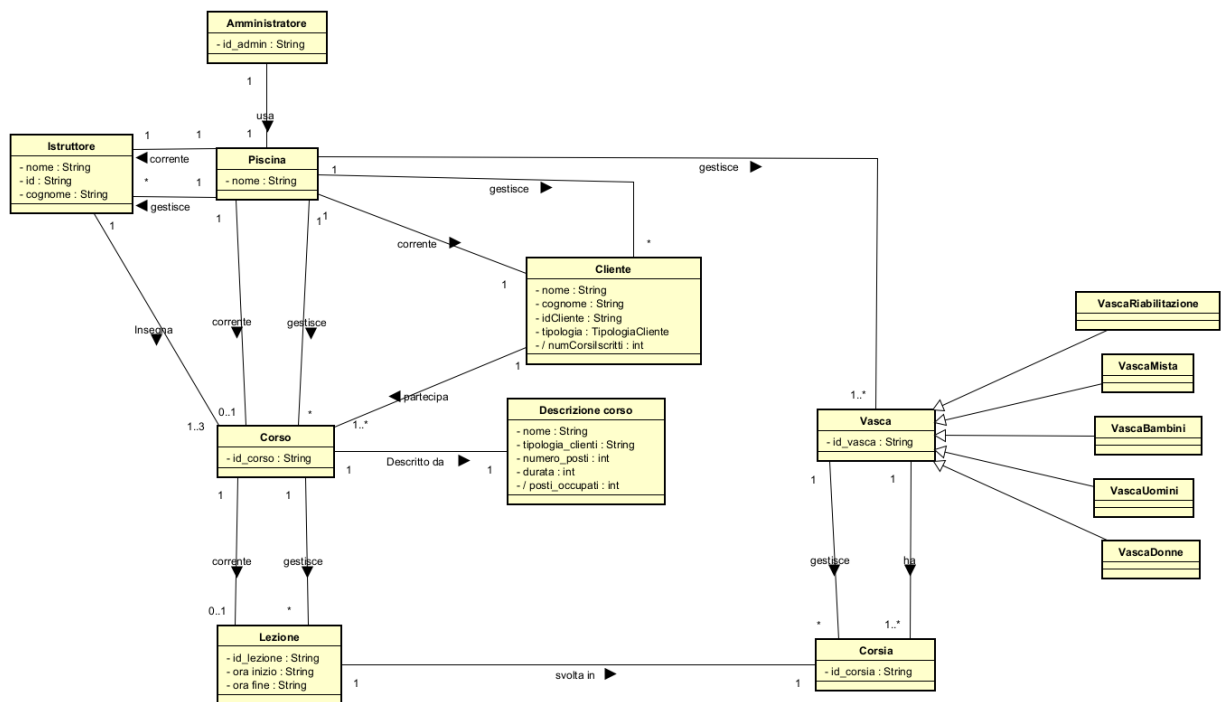 Amministratore
- id_admin : String
1
usa
1
Istruttore
- nome : String
- id : String
- cognome : String
1
1
corrente
*
1
gestisce
Piscina
- nome : String
1
gestisce
*
gestisce
1..*
1
corrente
1
1
Insegna
1..3
1
corrente
0..1
1
gestisce
*
Cliente
- nome : String
- cognome : String
- idCliente : String
- tipologia : TipologiaCliente
- / numCorsiIscritti : int
1
partecipa
1..*
Corso
- id_corso : String
1
Descritto da
1
Descrizione corso
- nome : String
- tipologia_clienti : String
- numero_posti : int
- durata : int
- / posti_occupati : int
Vasca
- id_vasca : String
VascaRiabilitazione
VascaMista
VascaBambini
VascaUomini
VascaDonne
1
corrente
0..1
1
gestisce
*
1
gestisce
*
1
ha
1..*
Lezione
- id_lezione : String
- ora inizio : String
- ora fine : String
1
svolta in
1
Corsia
- id_corsia : String